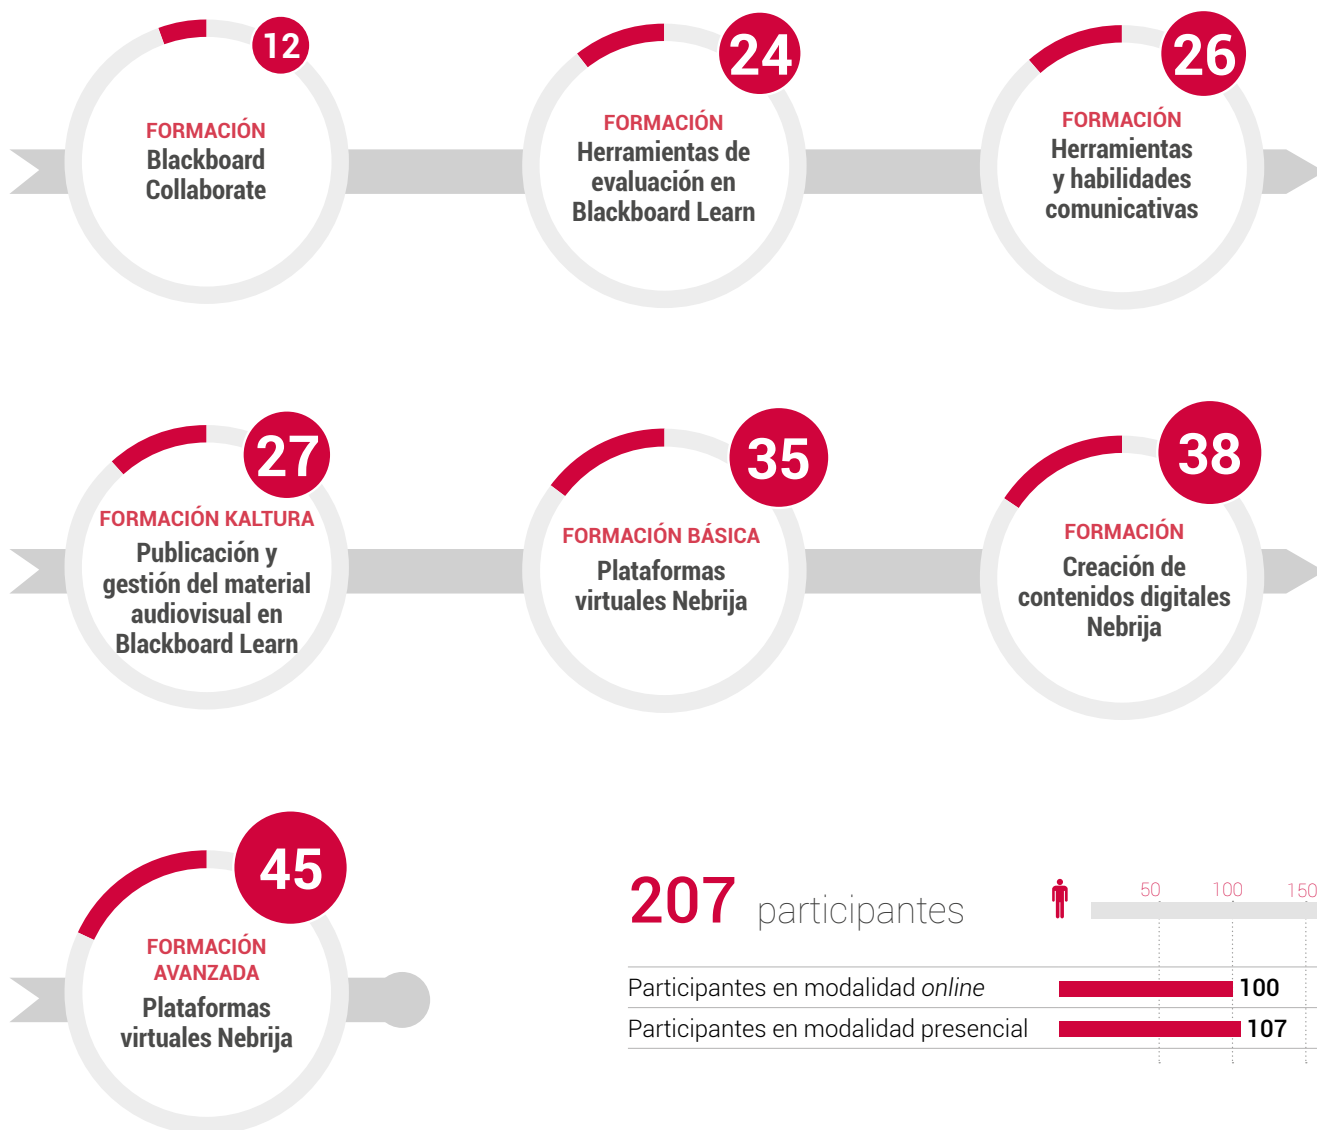 12
FORMACIÓN
Blackboard
Collaborate
24
FORMACIÓN
Herramientas de
evaluación en
Blackboard Learn
26
FORMACIÓN
Herramientas
y habilidades
comunicativas
27
FORMACIÓN KALTURA
Publicación y
gestión del material
audiovisual en
Blackboard Learn
35
FORMACIÓN BÁSICA
Plataformas
virtuales Nebrija
38
FORMACIÓN
Creación de
contenidos digitales
Nebrija
45
FORMACIÓN
AVANZADA
Plataformas
virtuales Nebrija
207 participantes
50 100 150
Participantes en modalidad online 100
Participantes en modalidad presencial 107